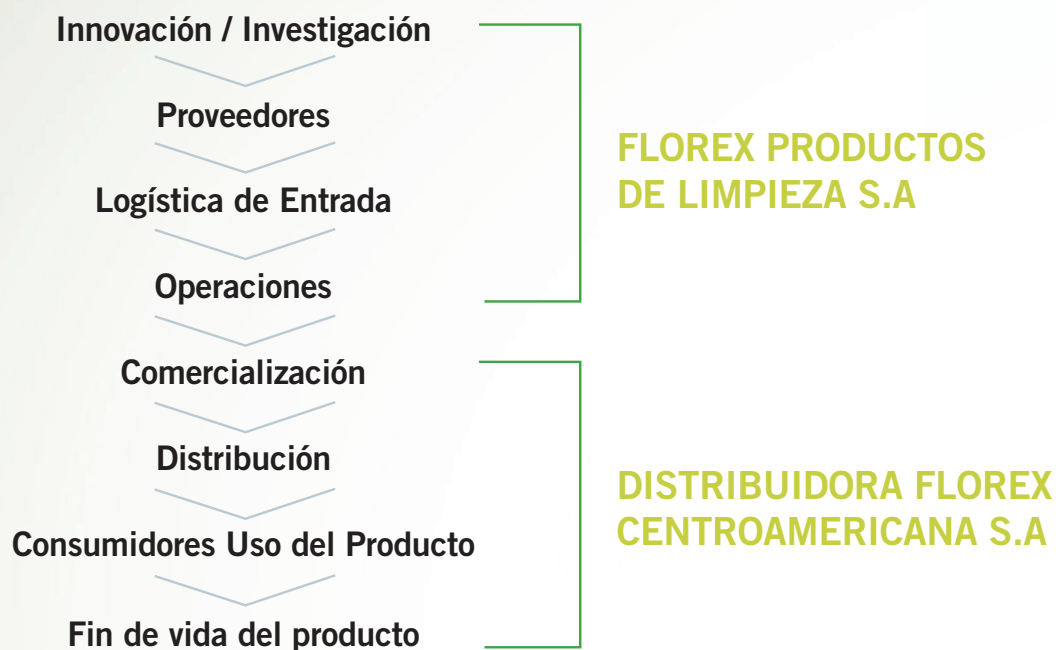 Innovación / Investigación
Proveedores
Logística de Entrada
Operaciones
FLOREX PRODUCTOS
DE LIMPIEZA S.A
Comercialización
Distribución
Consumidores Uso del Producto
Fin de vida del producto
DISTRIBUIDORA FLOREX
CENTROAMERICANA S.A